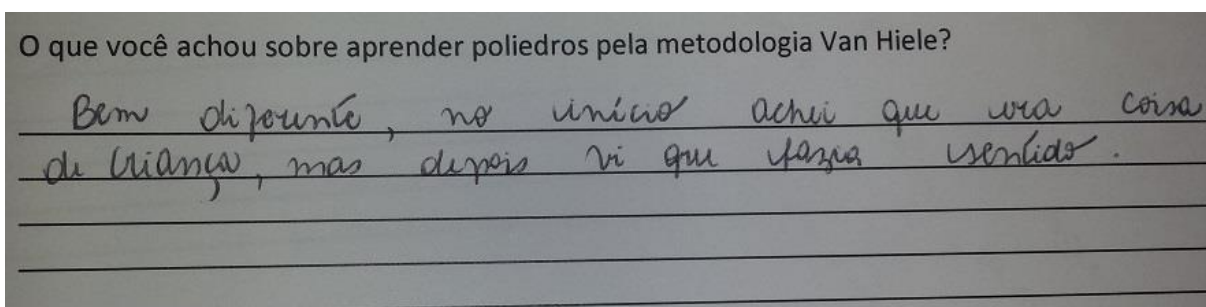 O que você achou sobre aprender poliedros pela metodologia Van Hiele?
Bem diferente, no início achei que era coisa
de criança, mas depois vi que fazia sentido.